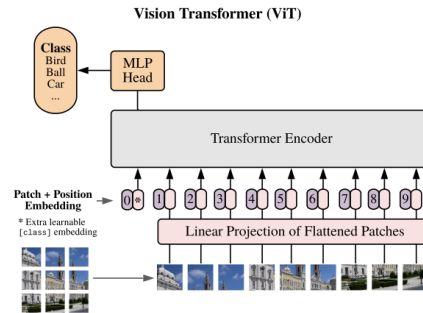 Vision Transformer (ViT)
Class
Bird
Ball
Car
...
MLP
Head
Transformer Encoder
Patch + Position
Embedding
0 * 1 2 3 4 5 6 7 8 9
* Extra learnable
[class] embedding
Linear Projection of Flattened Patches